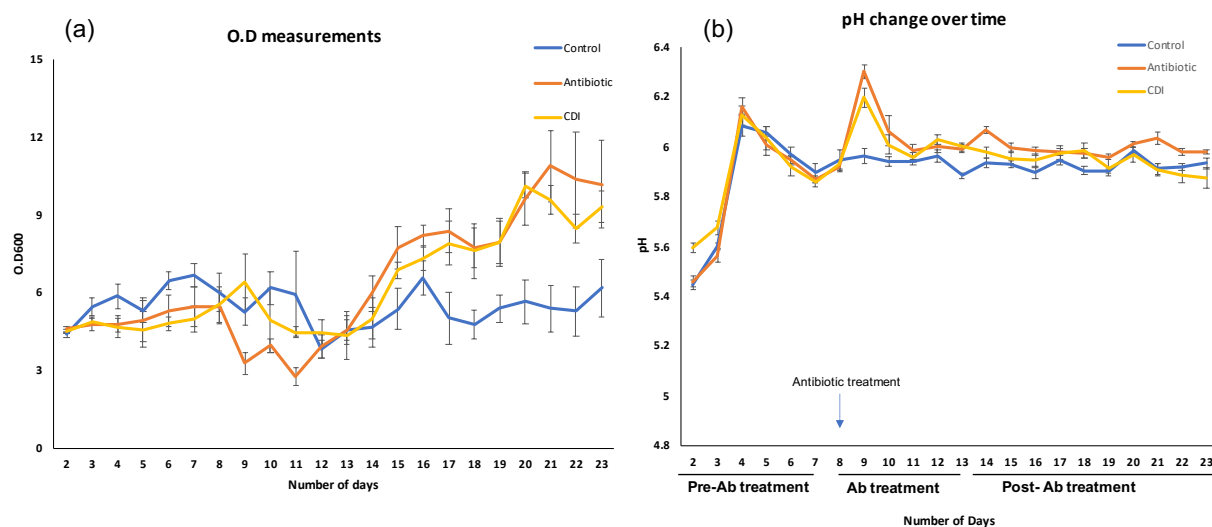 (a)
O.D measurements
Control
Antibiotic
CDI
15
12
9
6
3
0
O.D600
2 3 4 5 6 7 8 9 10 11 12 13 14 15 16 17 18 19 20 21 22 23
Number of days
(b)
pH change over time
Control
Antibiotic
CDI
6.4
6.2
6
5.8
5.6
5.4
5.2
5
4.8
pH
Antibiotic treatment
2 3 4 5 6 7 8 9 10 11 12 13 14 15 16 17 18 19 20 21 22 23
Pre-Ab treatment Ab treatment Post- Ab treatment
Number of Days